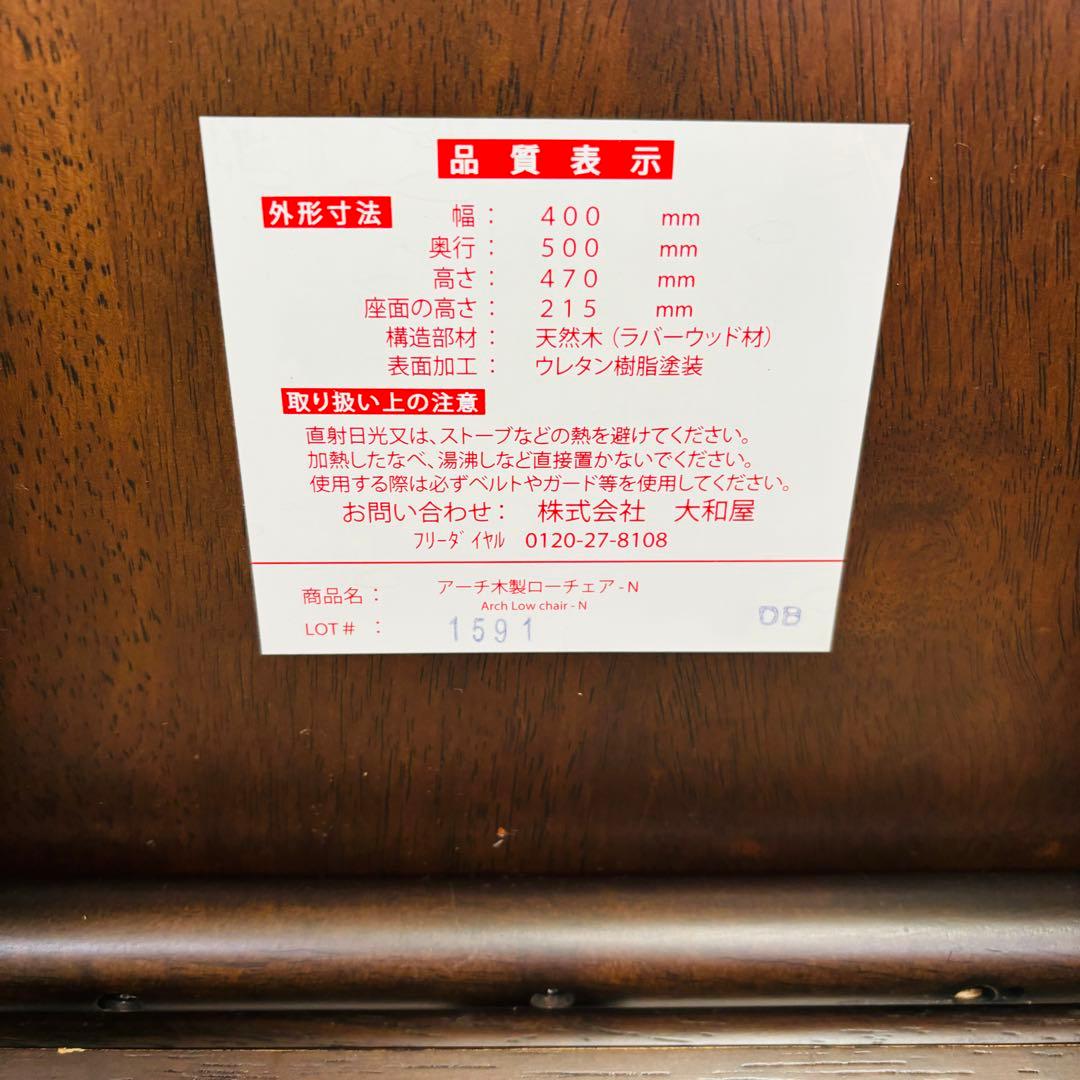 品質表示
外形寸法 幅： 400 mm
奥行： 500 mm
高さ： 470 mm
座面の高さ： 215 mm
構造部材： 天然木（ラバーウッド材）
表面加工： ウレタン樹脂塗装
取り扱い上の注意
直射日光又は、ストーブなどの熱を避けてください。
加熱したなべ、湯沸しなど直接置かないでください。
使用する際は必ずベルトやガード等を使用してください。
お問い合わせ： 株式会社 大和屋
フリーダイヤル 0120-27-8108
商品名： アーチ木製ローチェア-N
Arch Low chair - N
LOT＃ ： 1591 DB